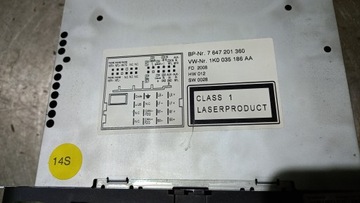 BP-Nr. 7 647 201 360
VW-Nr. 1K0 035 186 AA
FD 2008
HW 012
SW 0028
CLASS 1
LASERPRODUCT
14S